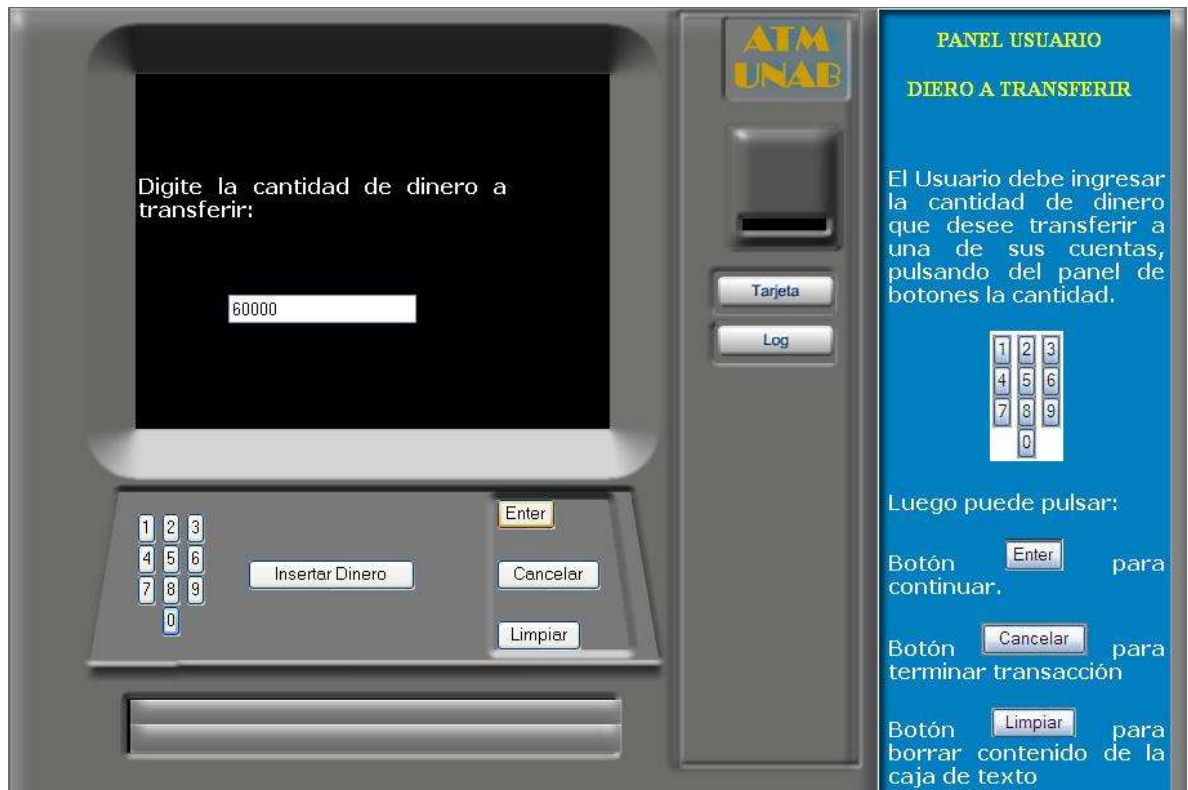 ATM
UNAB
Digite la cantidad de dinero a
transferir:
60000
Tarjeta
Log
1 2 3
4 5 6
7 8 9
0
Insertar Dinero
Enter
Cancelar
Limpiar
PANEL USUARIO
DIERO A TRANSFERIR
El Usuario debe ingresar
la cantidad de dinero
que desee transferir a
una de sus cuentas,
pulsando del panel de
botones la cantidad.
1 2 3
4 5 6
7 8 9
0
Luego puede pulsar:
Botón Enter para
continuar.
Botón Cancelar para
terminar transacción
Botón Limpiar para
borrar contenido de la
caja de texto